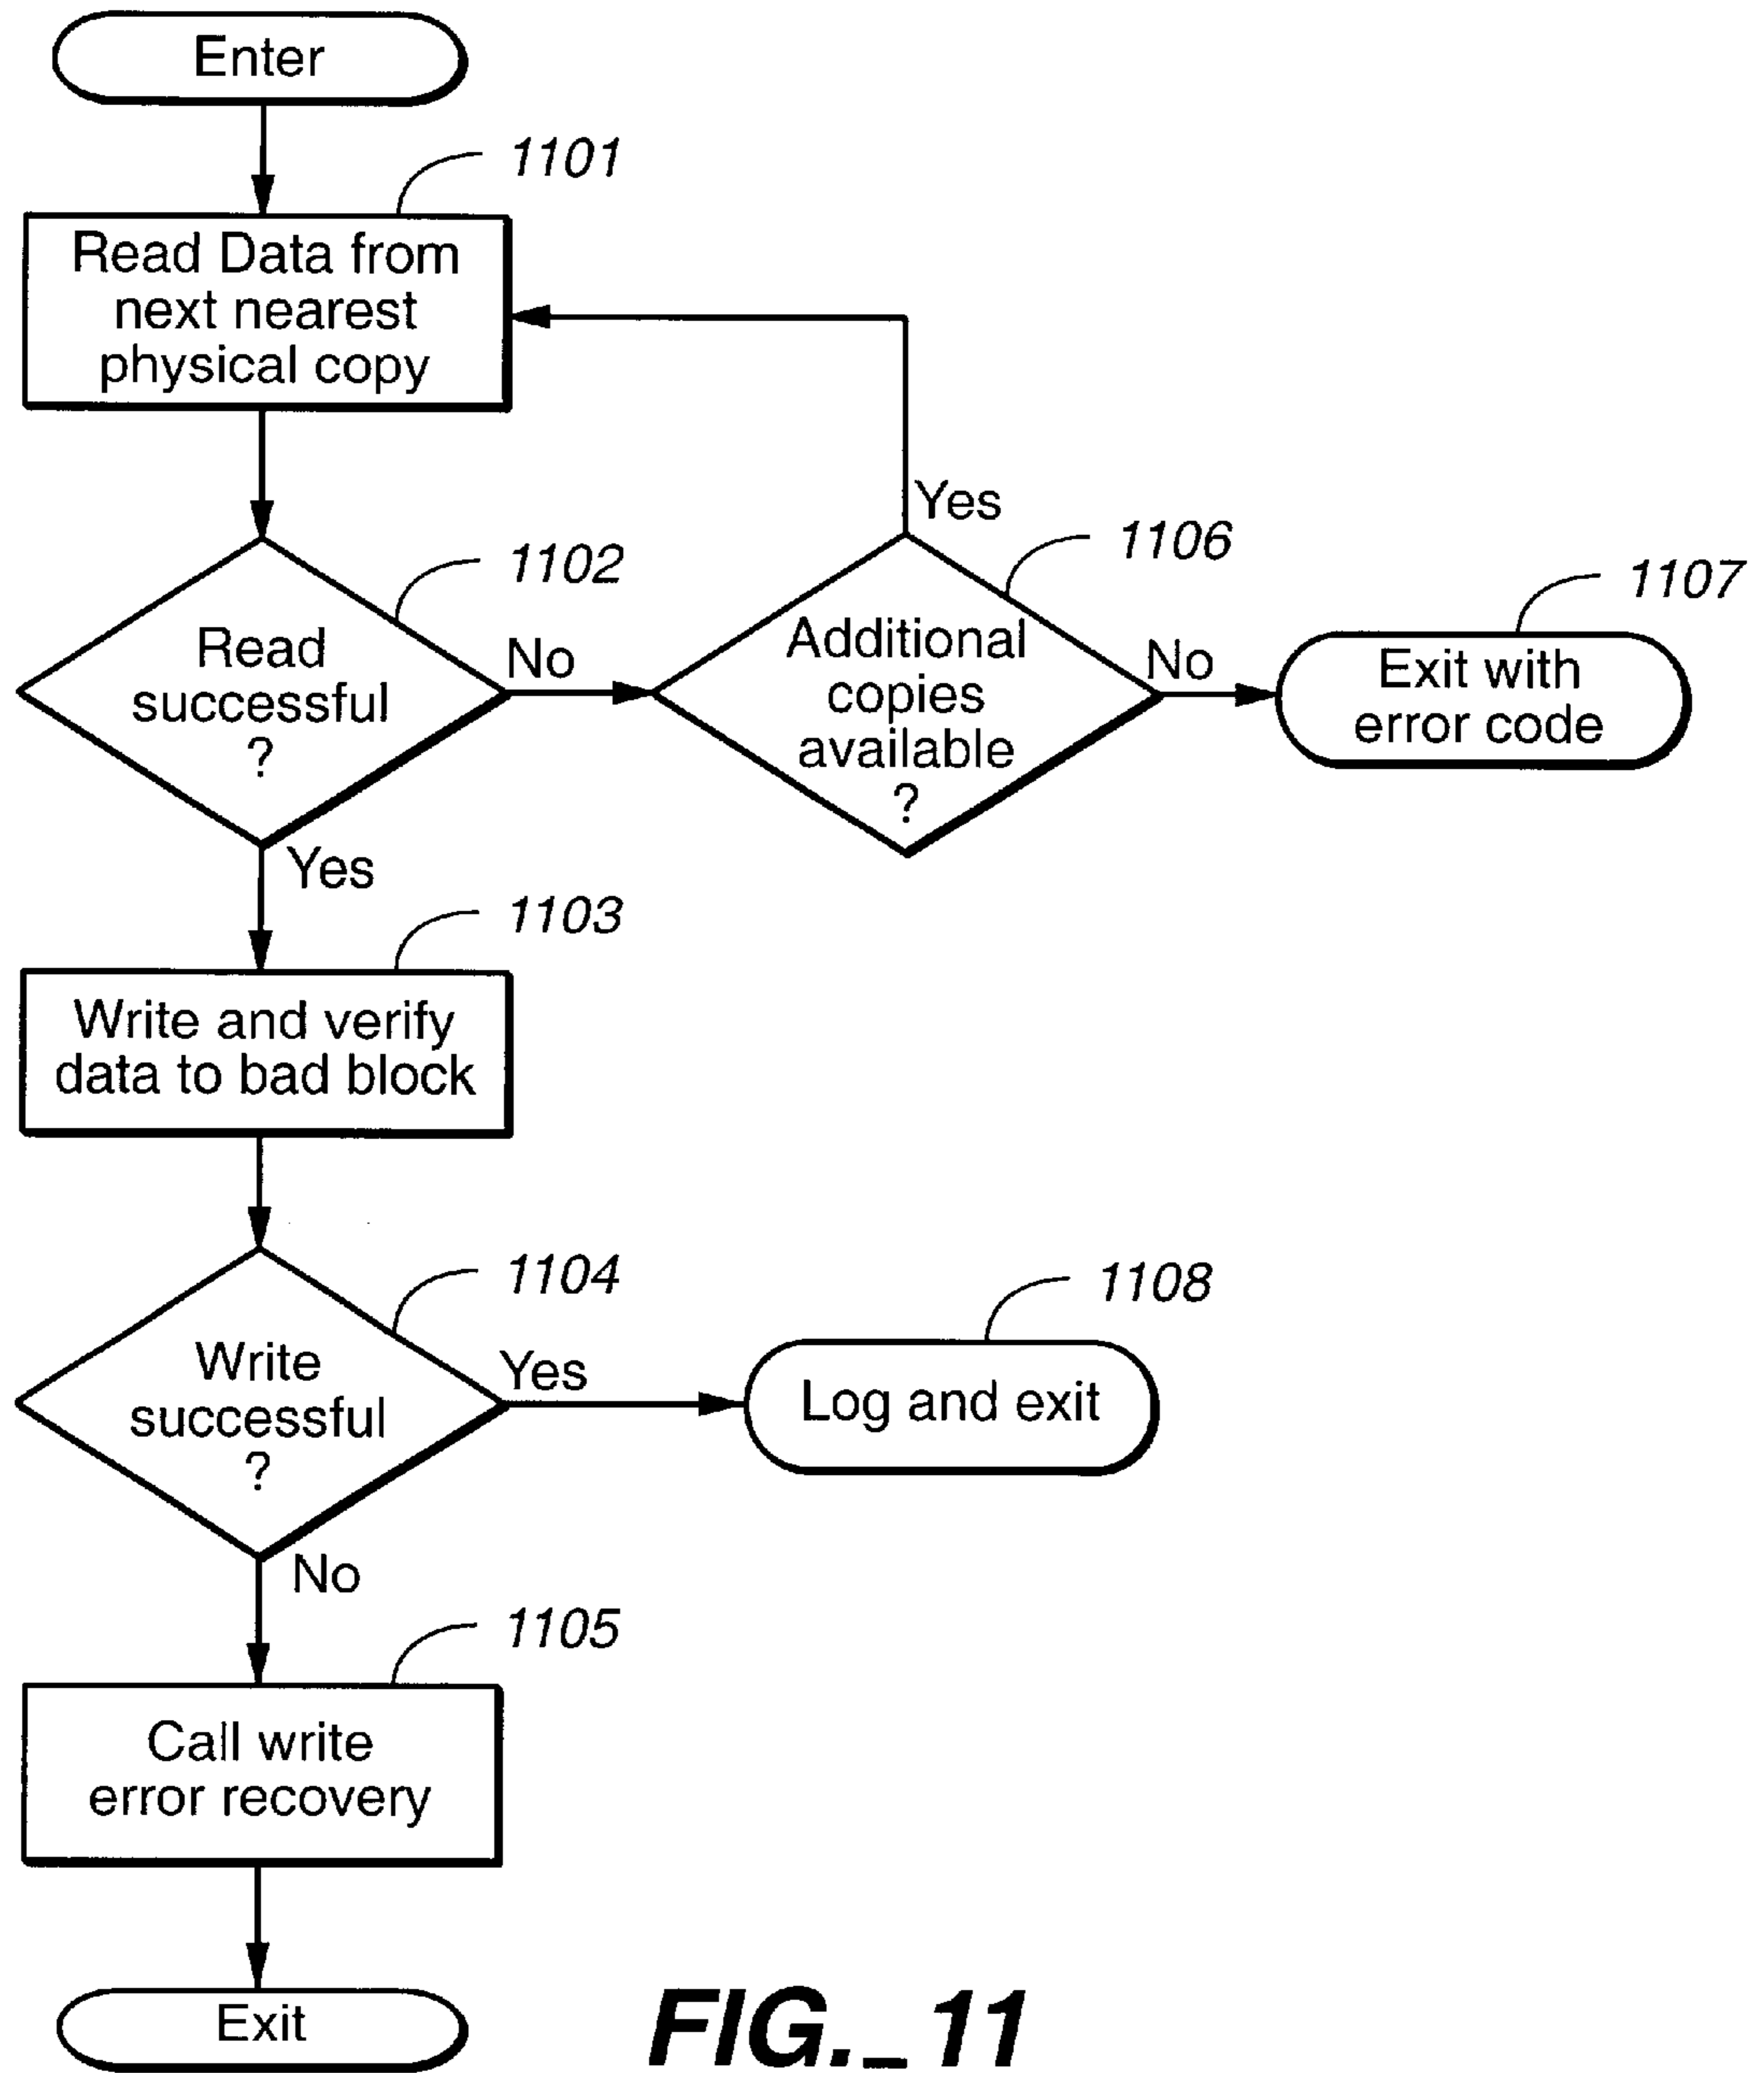 Enter
1101
Read Data from
next nearest
physical copy
Yes
1106
1102
1107
Read
successful
?
No
Additional
copies
available
?
No
Exit with
error code
Yes
1103
Write and verify
data to bad block
1104
1108
Write
successful
?
Yes
Log and exit
No
1105
Call write
error recovery
Exit
FIG._11